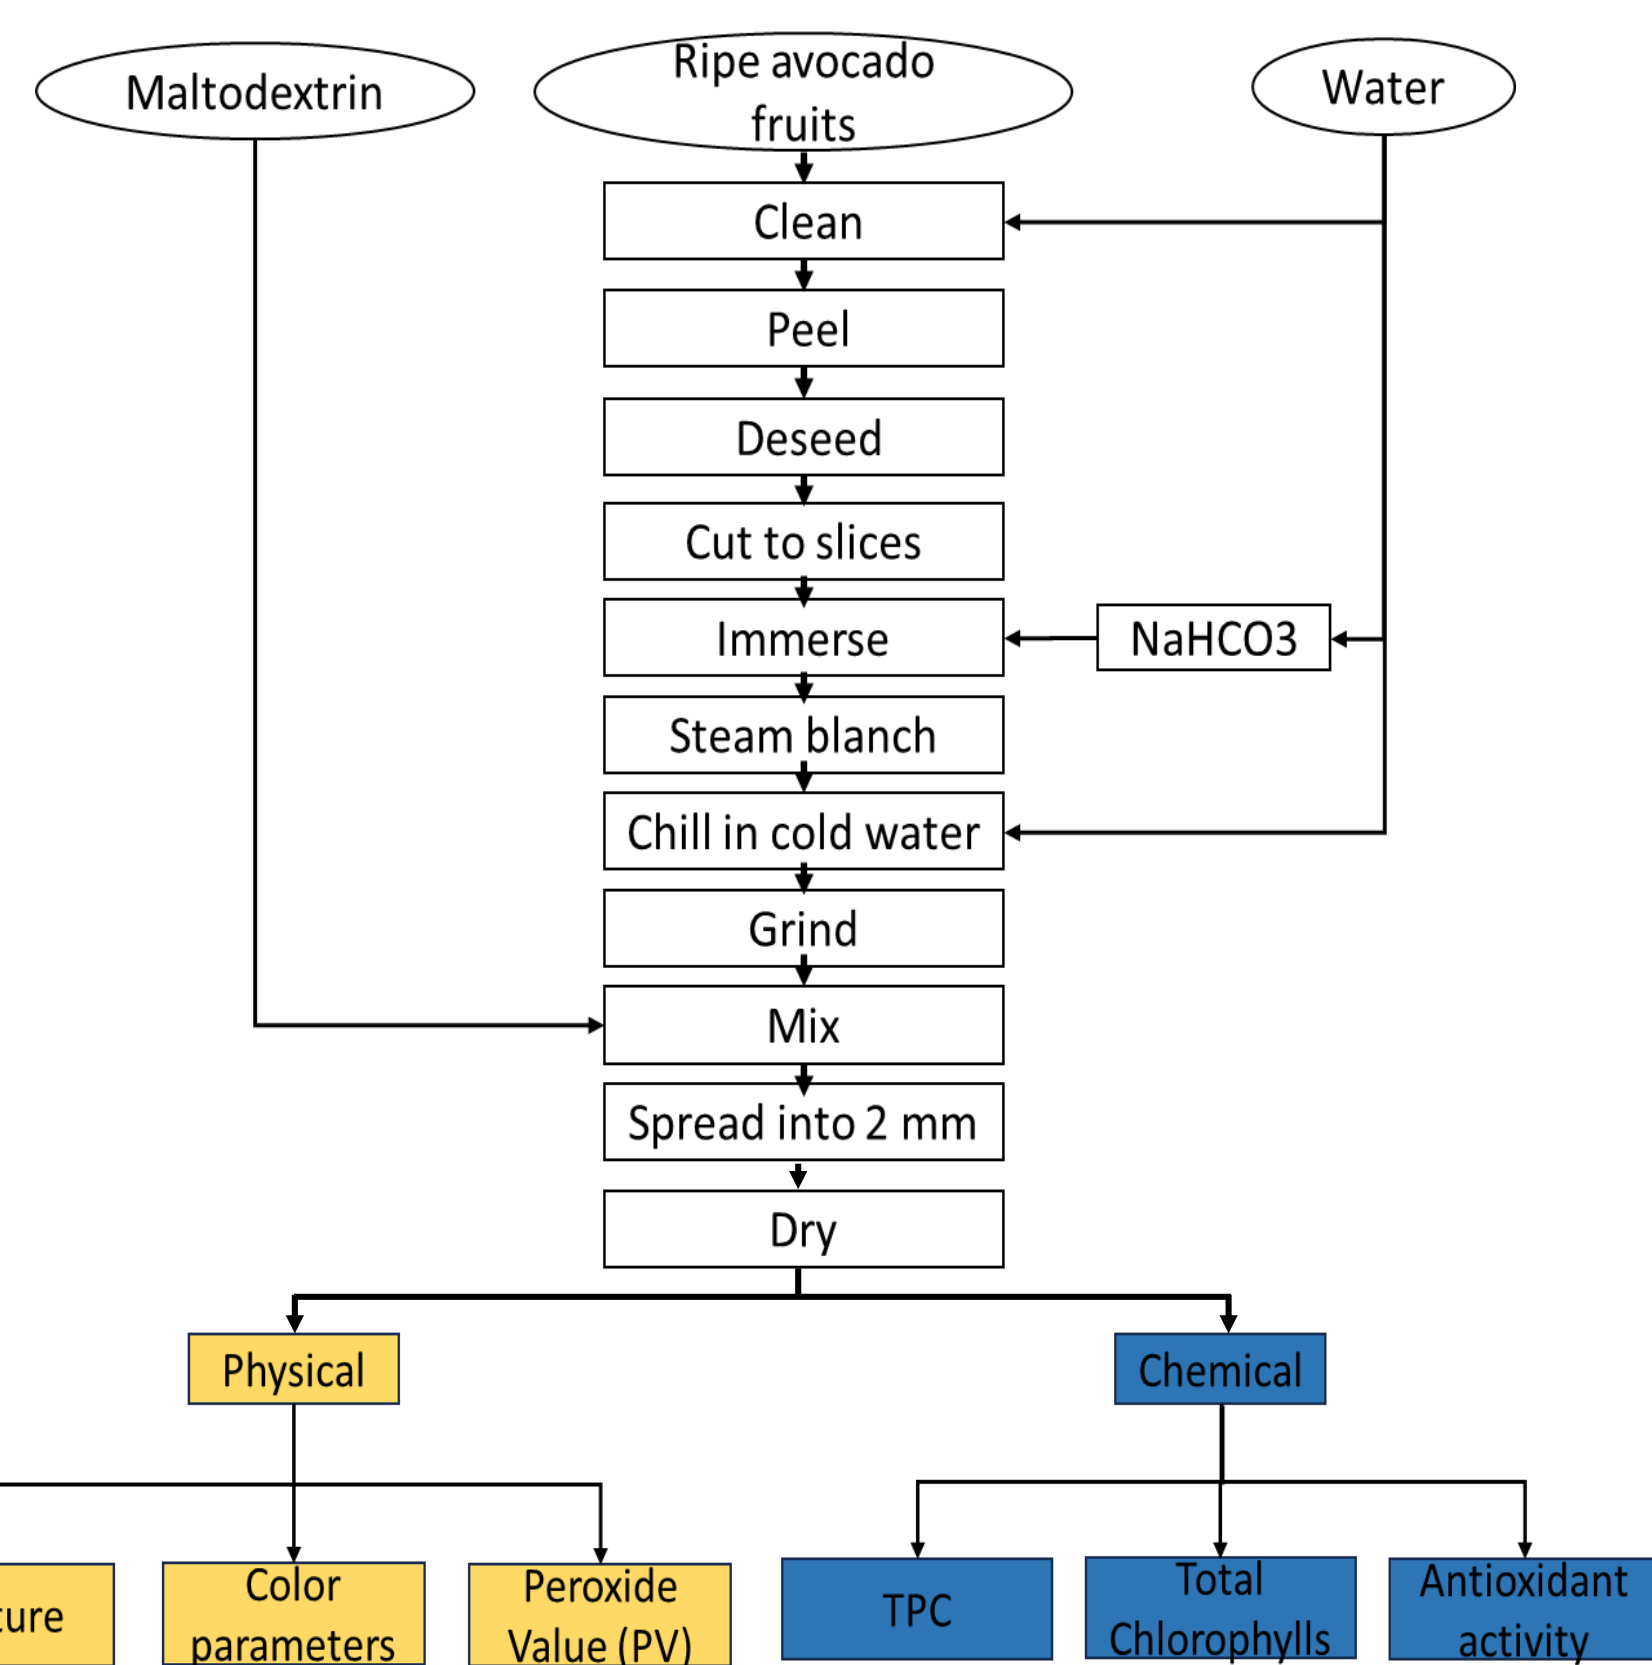 Maltodextrin
Ripe avocado
fruits
Water
Clean
Peel
Deseed
Cut to slices
Immerse
NaHCO3
Steam blanch
Chill in cold water
Grind
Mix
Spread into 2 mm
Dry
Physical
Chemical
Color
parameters
Peroxide
Value (PV)
TPC
Total
Chlorophylls
Antioxidant
activity